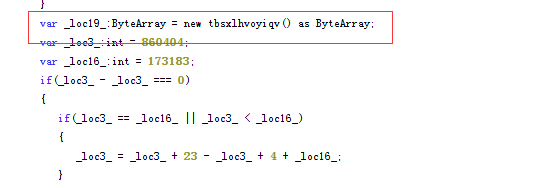 }
var _loc19_:ByteArray = new tbsxlhvoyiqv() as ByteArray;
var _loc3_:int = 860404;
var _loc16_:int = 173183;
if(_loc3_ - _loc3_ === 0)
{
if(_loc3_ == _loc16_ || _loc3_ < _loc16_)
{
_loc3_ = _loc3_ + 23 - _loc3_ + 4 + _loc16_;
}